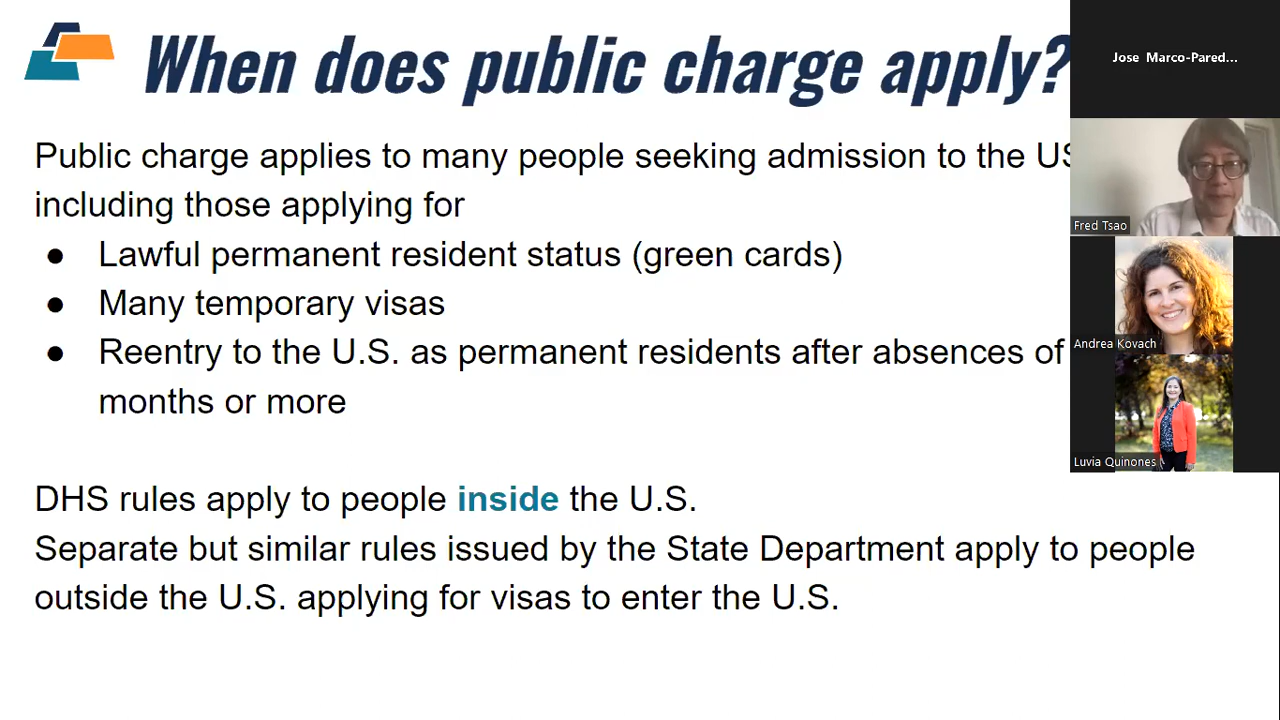 When does public charge apply?
Public charge applies to many people seeking admission to the US
including those applying for
● Lawful permanent resident status (green cards)
● Many temporary visas
● Reentry to the U.S. as permanent residents after absences of
months or more
DHS rules apply to people inside the U.S.
Separate but similar rules issued by the State Department apply to people
outside the U.S. applying for visas to enter the U.S.
Jose Marco-Pared...
Fred Tsao
Andrea Kovach
Luvia Quinones (